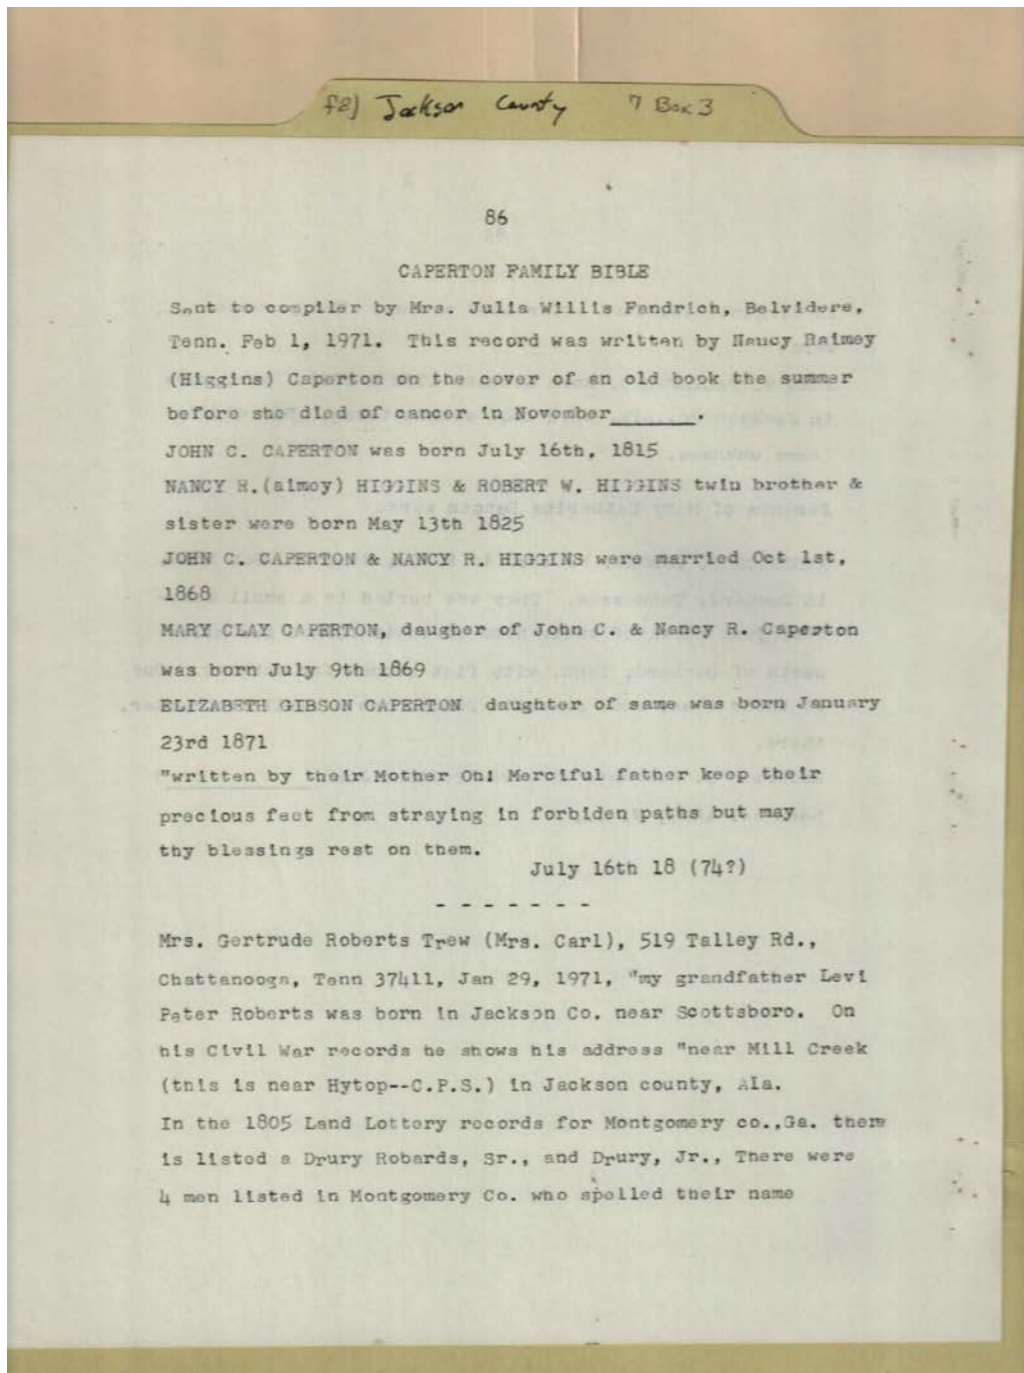 f2) Jackson County 7 Box 3
86
CAPERTON FAMILY BIBLE
Sent to compiler by Mrs. Julia Willis Fendrich, Belvidere,
Tenn. Feb 1, 1971. This record was written by Nancy Raimey
(Higgins) Caperton on the cover of an old book the summer
before she died of cancer in November_______.
JOHN C. CAPERTON was born July 16th, 1815
NANCY R.(aimey) HIGGINS & ROBERT W. HIGGINS twin brother &
sister were born May 13th 1825
JOHN C. CAPERTON & NANCY R. HIGGINS were married Oct 1st,
1868
MARY CLAY CAPERTON, daugher of John C. & Nancy R. Caperton
was born July 9th 1869
ELIZABETH GIBSON CAPERTON daughter of same was born January
23rd 1871
"written by their Mother Oh! Merciful father keep their
precious feet from straying in forbiden paths but may
thy blessings rest on them.
July 16th 18 (74?)
- - - - - - -
Mrs. Gertrude Roberts Trew (Mrs. Carl), 519 Talley Rd.,
Chattanooga, Tenn 37411, Jan 29, 1971, "my grandfather Levi
Peter Roberts was born in Jackson Co. near Scottsboro. On
his Civil War records he shows his address "near Mill Creek
(this is near Hytop--C.P.S.) in Jackson county, Ala.
In the 1805 Land Lottery records for Montgomery co.,Ga. there
is listed a Drury Robards, Sr., and Drury, Jr., There were
4 men listed in Montgomery Co. who spelled their name